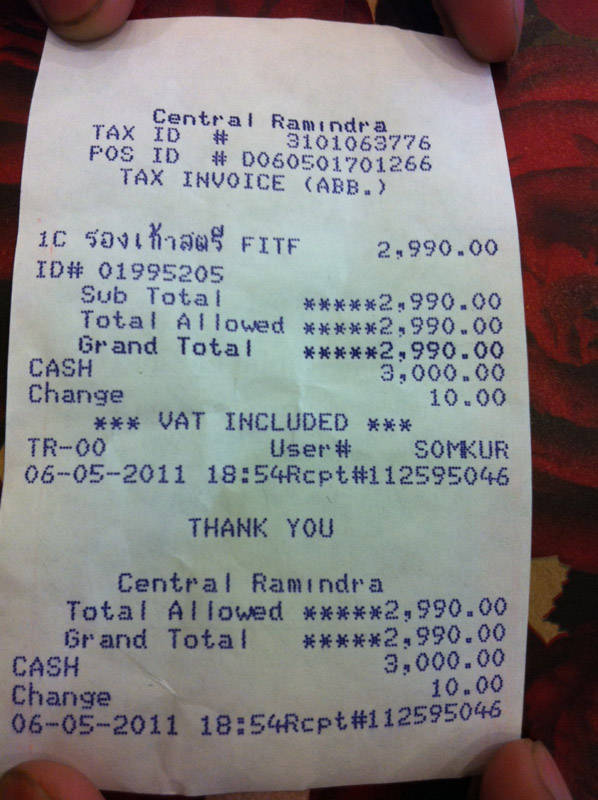 Central Ramindra
TAX ID # 3101063776
POS ID # D060501701266
TAX INVOICE (ABB.)
1C รองเท้าสตรี FITF 2,990.00
ID# 01995205
Sub Total *****2,990.00
Total Allowed *****2,990.00
Grand Total *****2,990.00
CASH 3,000.00
Change 10.00
*** VAT INCLUDED ***
TR-00 User# SOMKUR
06-05-2011 18:54Rcpt#112595046
THANK YOU
Central Ramindra
Total Allowed *****2,990.00
Grand Total *****2,990.00
CASH 3,000.00
Change 10.00
06-05-2011 18:54Rcpt#112595046